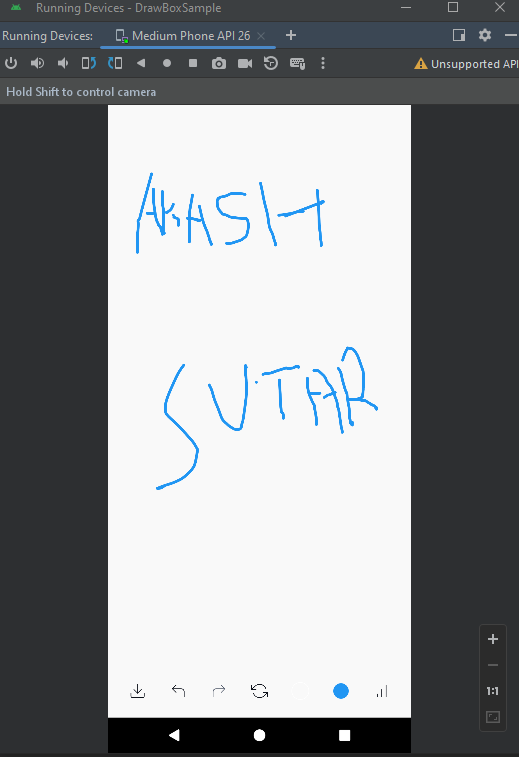 Running Devices - DrawBoxSample
Running Devices: Medium Phone API 26
Unsupported API
Hold Shift to control camera
AKASH
SUTAR
1:1